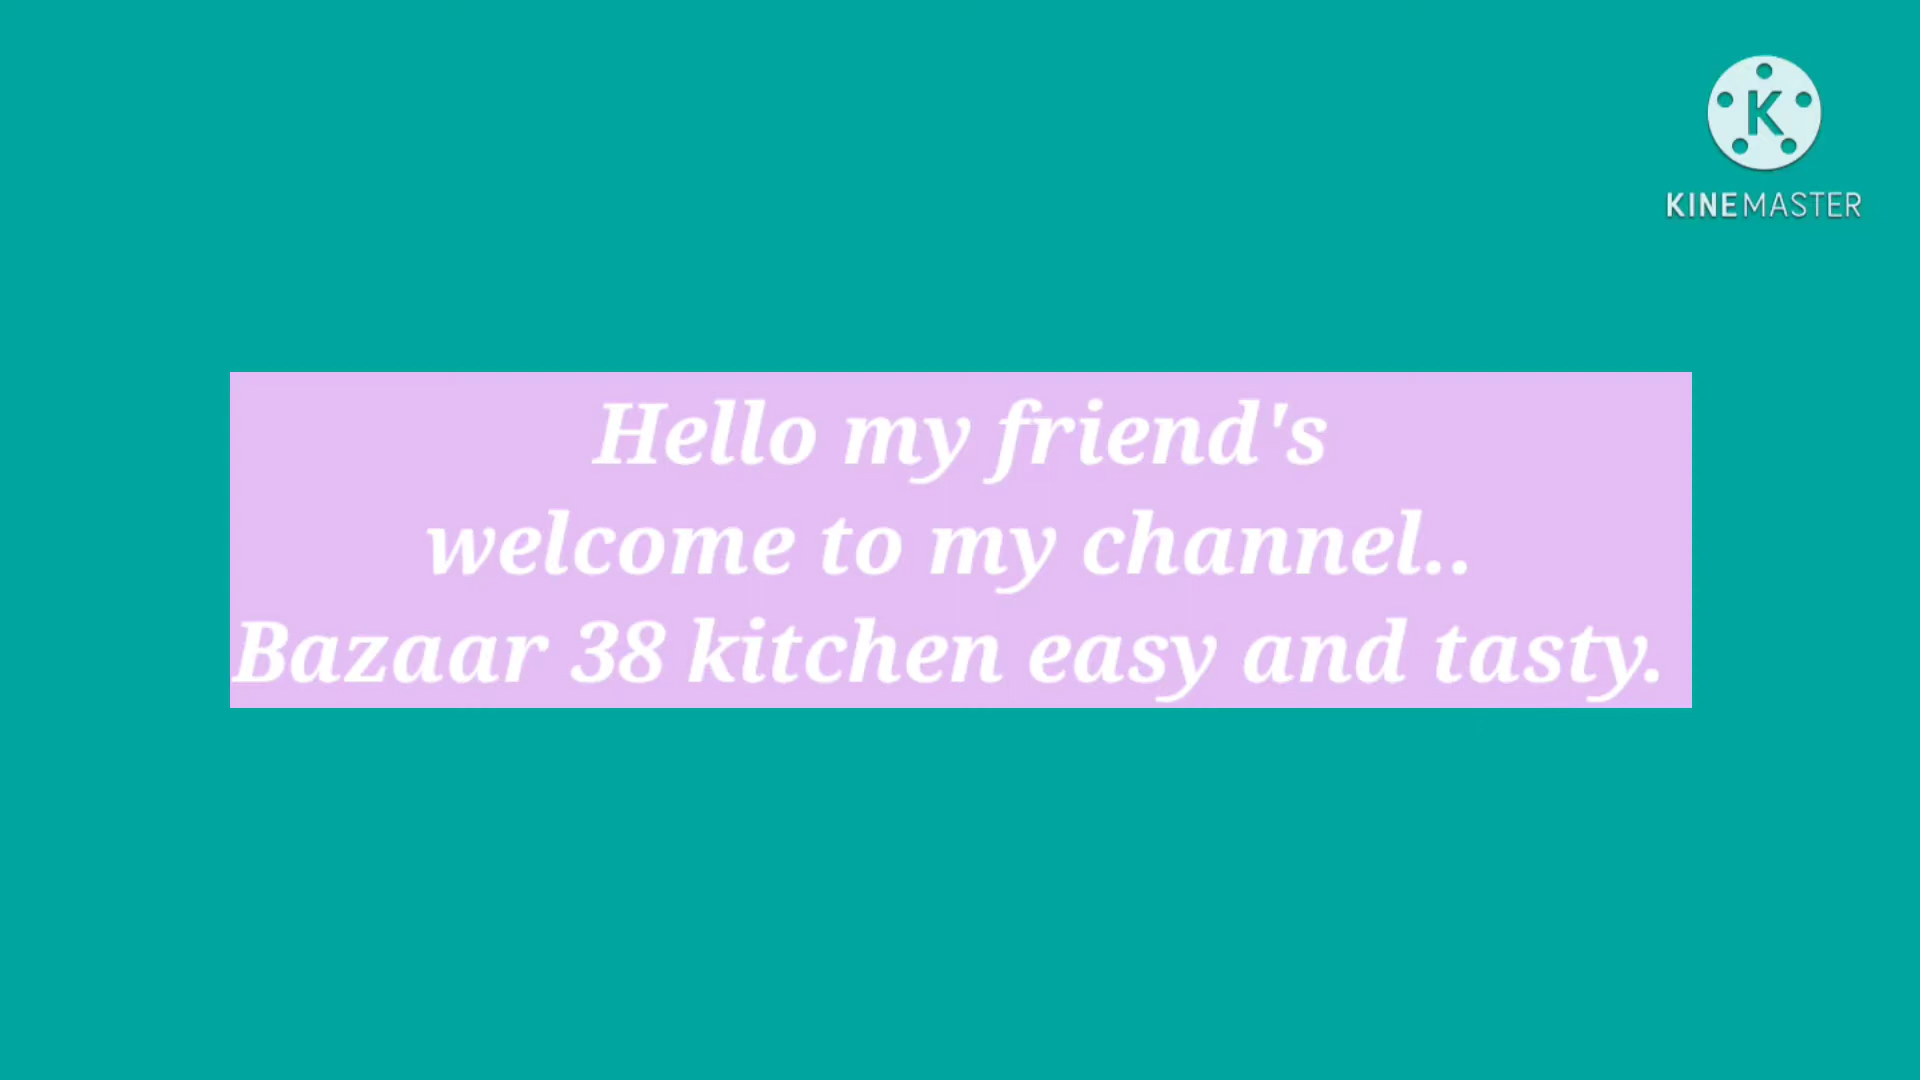 K
KINEMASTER
Hello my friend's
welcome to my channel..
Bazaar 38 kitchen easy and tasty.